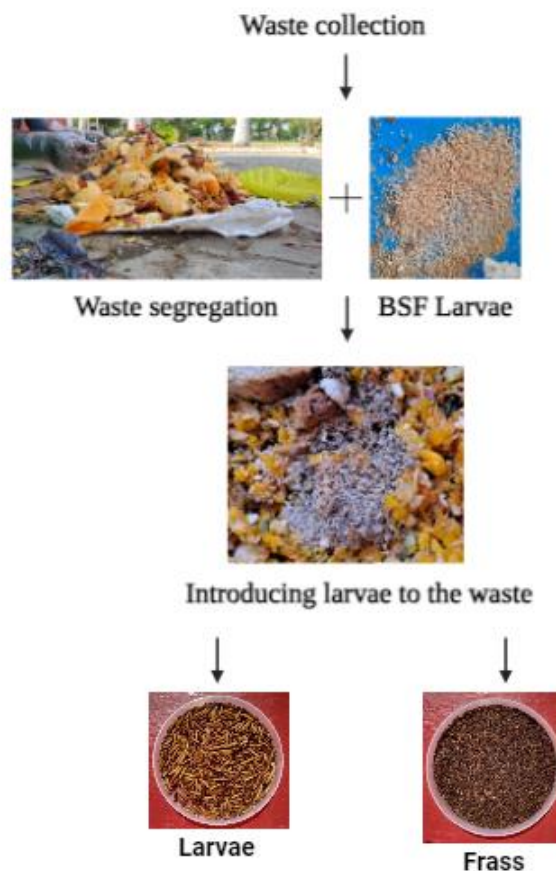 Waste collection
Waste segregation
BSF Larvae
Introducing larvae to the waste
Larvae
Frass